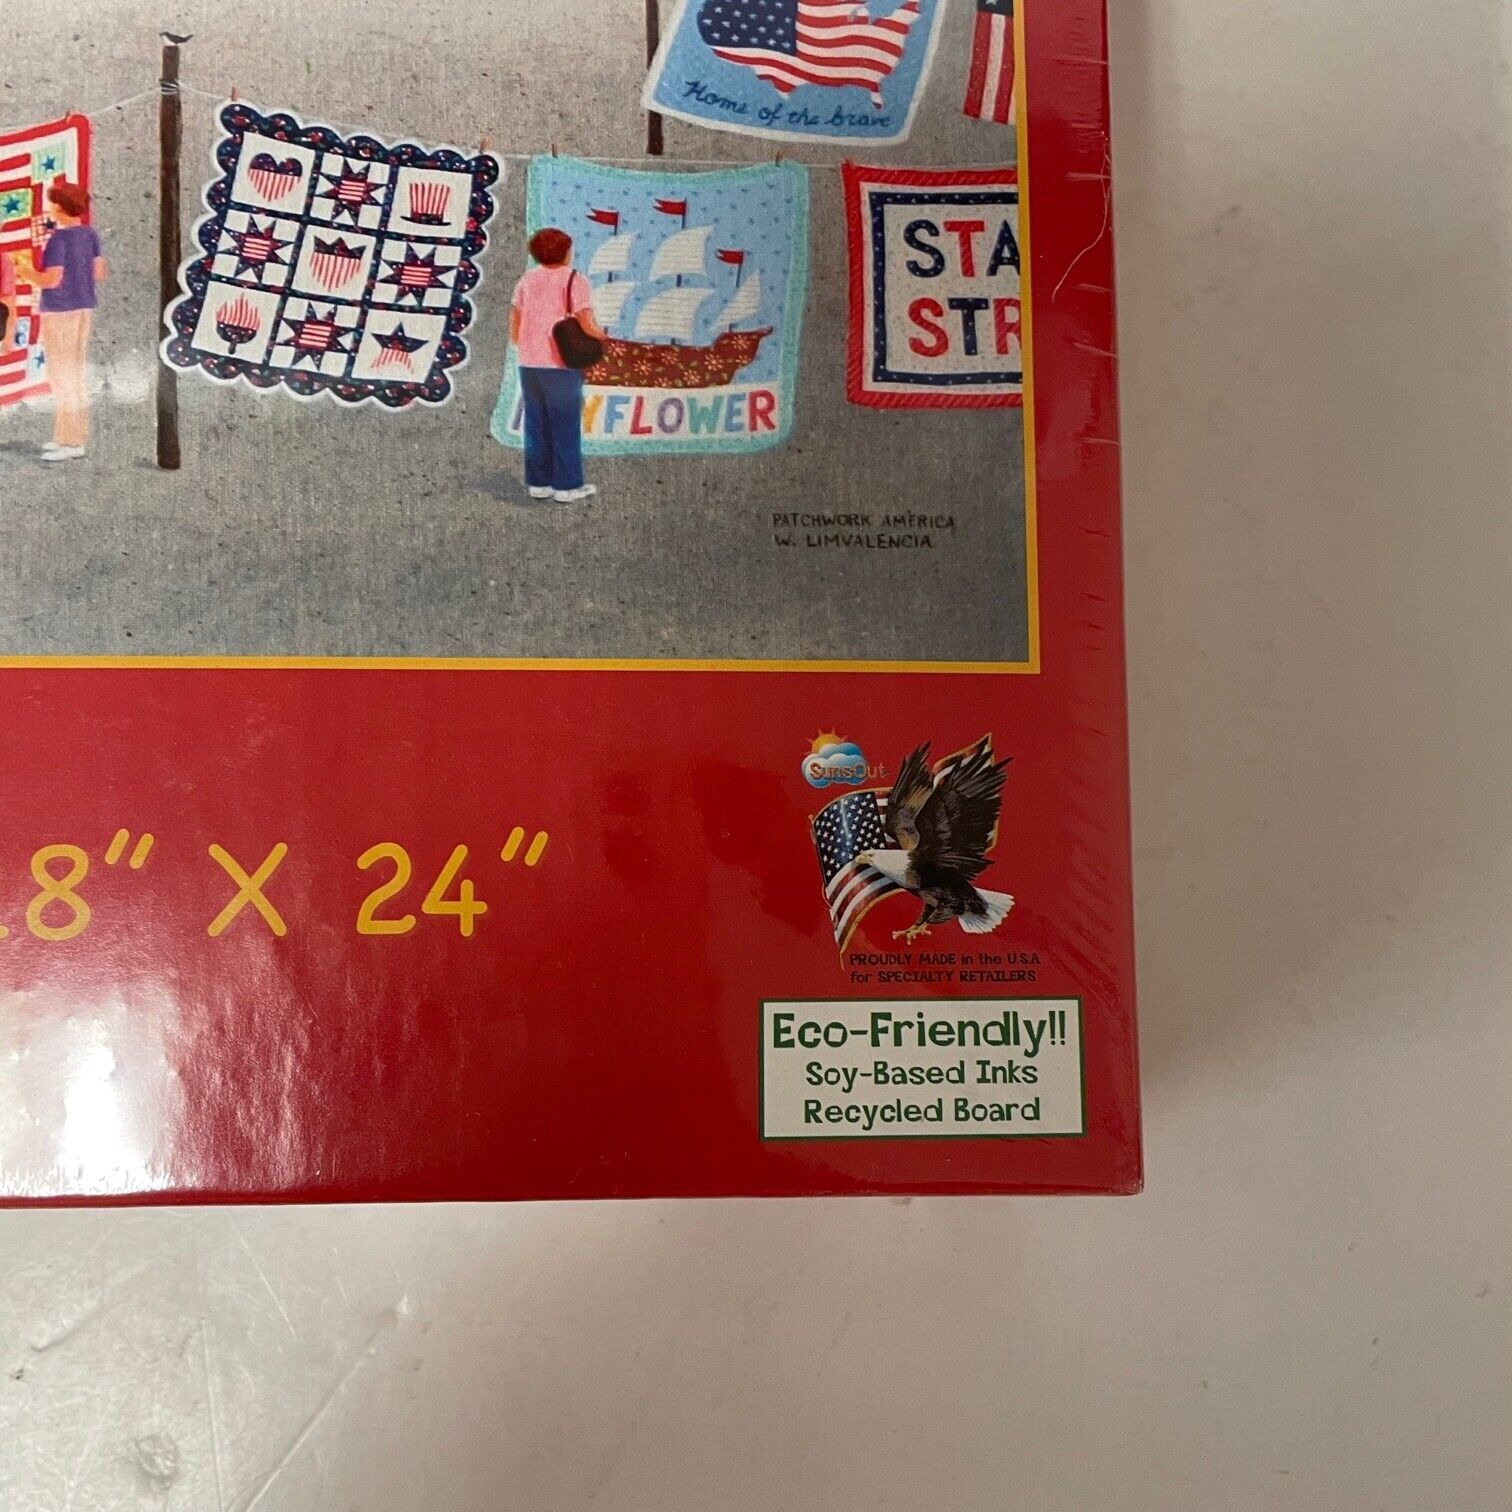 Home of the brave
FLOWER
STA
STR
PATCHWORK AMERICA
W. LIMVALENCIA
8" X 24"
SunsOut
PROUDLY MADE in the U.S.A
for SPECIALTY RETAILERS
Eco-Friendly!!
Soy-Based Inks
Recycled Board